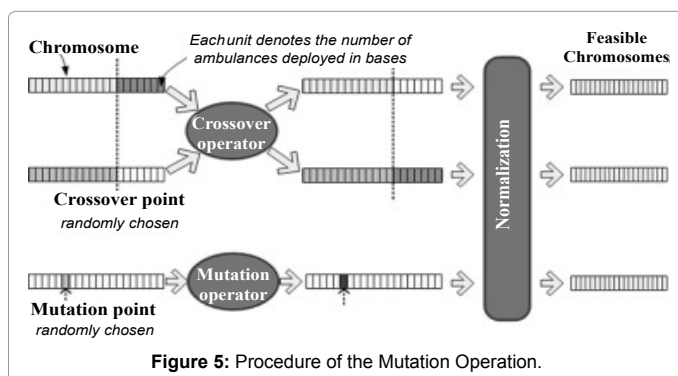 Chromosome
Eachunit denotes the number of
ambulances deployed in bases
Feasible
Chromosomes
Crossover
operator
Crossover point
randomly chosen
Normalization
Mutation
operator
Mutation point
randomly chosen
Figure 5: Procedure of the Mutation Operation.